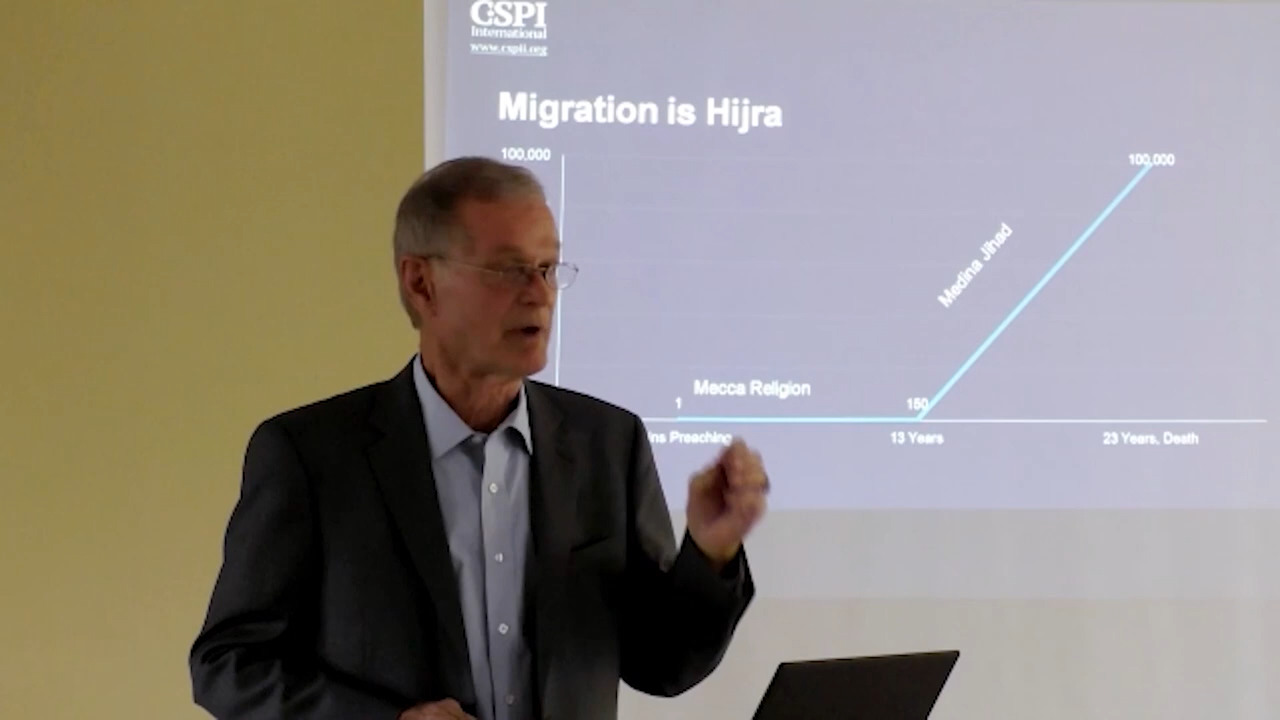 CSPI
International
www.cspii.org
Migration is Hijra
100,000
100,000
Medina Jihad
Mecca Religion
1
150
Preaching
13 Years
23 Years, Death